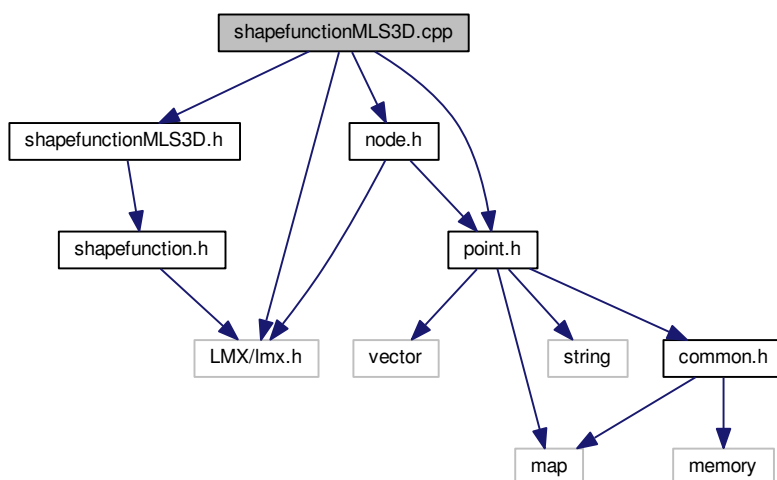 shapefunctionMLS3D.cpp
shapefunctionMLS3D.h
node.h
shapefunction.h
point.h
LMX/lmx.h
vector
string
common.h
map
memory